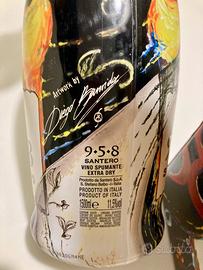 ARTWORK BY
9·5·8
SANTERO
VINO SPUMANTE
EXTRA DRY
Prodotto da Santero S.p.A.
S. Stefano Belbo - Italia
PRODOTTO IN ITALIA
PRODUCT OF ITALY
1500ml e 11,5%vol
subito